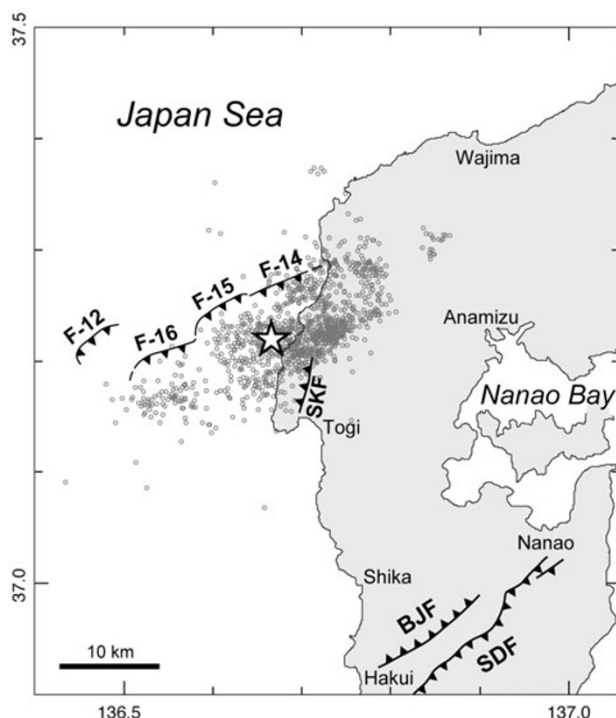 37.5
Japan Sea
Wajima
F-14
F-15
F-12
F-16
Anamizu
Nanao Bay
SKF
Togi
Nanao
37.0
Shika
BJF
SDF
10 km
Hakui
136.5
137.0